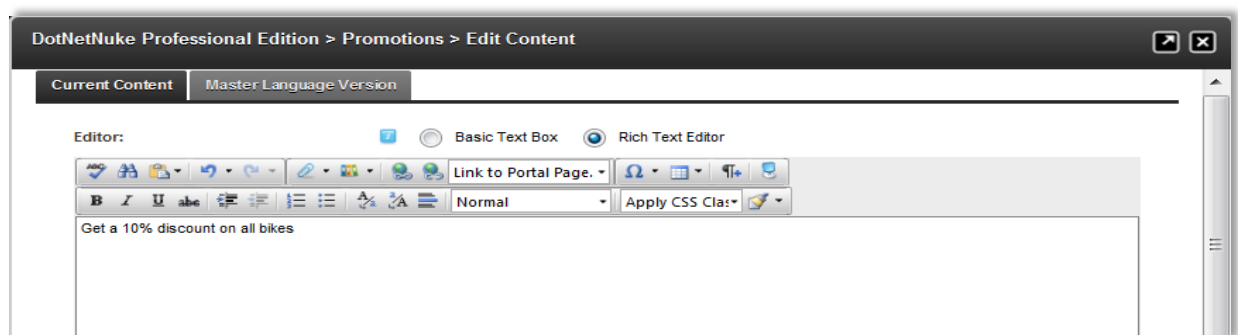 DotNetNuke Professional Edition > Promotions > Edit Content
Current Content Master Language Version
Editor: Basic Text Box Rich Text Editor
Link to Portal Page.
B I U abc Normal Apply CSS Clas
Get a 10% discount on all bikes